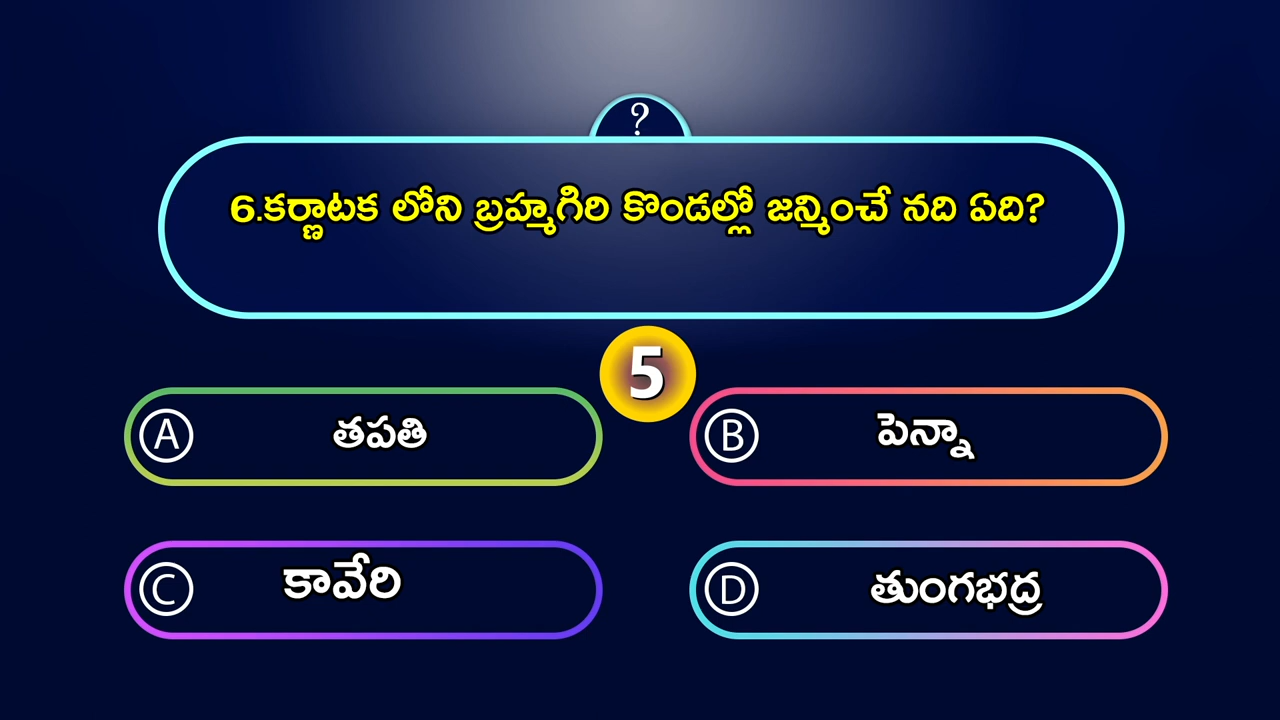 ?
6.కర్ణాటక లోని బ్రహ్మగిరి కొండల్లో జన్మించే నది ఏది?
5
A తపతి
B పెన్నా
C కావేరి
D తుంగభద్ర